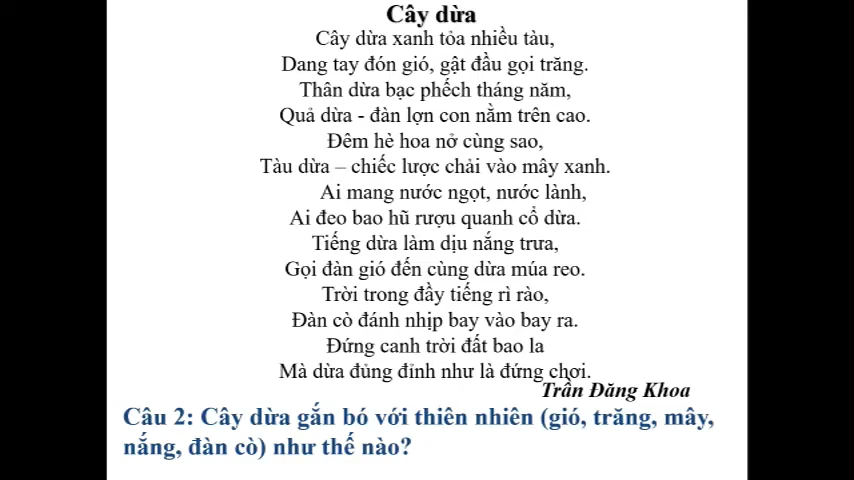 Cây dừa
Cây dừa xanh tỏa nhiều tàu,
Dang tay đón gió, gật đầu gọi trăng.
Thân dừa bạc phếch tháng năm,
Quả dừa - đàn lợn con nằm trên cao.
Đêm hè hoa nở cùng sao,
Tàu dừa – chiếc lược chải vào mây xanh.
Ai mang nước ngọt, nước lành,
Ai đeo bao hũ rượu quanh cổ dừa.
Tiếng dừa làm dịu nắng trưa,
Gọi đàn gió đến cùng dừa múa reo.
Trời trong đầy tiếng rì rào,
Đàn cò đánh nhịp bay vào bay ra.
Đứng canh trời đất bao la
Mà dừa đủng đỉnh như là đứng chơi.
Trần Đăng Khoa
Câu 2: Cây dừa gắn bó với thiên nhiên (gió, trăng, mây,
nắng, đàn cò) như thế nào?